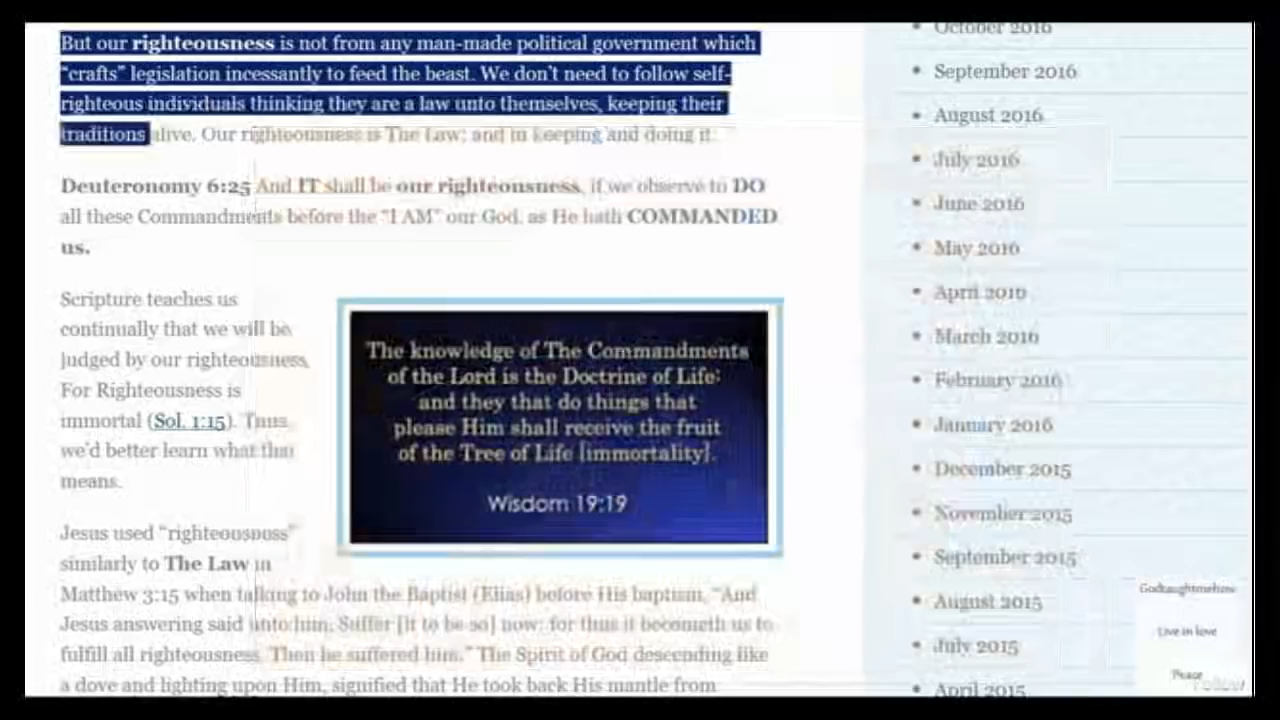 But our righteousness is not from any man-made political government which
“crafts” legislation incessantly to feed the beast. We don’t need to follow self-
righteous individuals thinking they are a law unto themselves, keeping their
traditions alive. Our righteousness is The Law; and in keeping and doing it.
Deuteronomy 6:25 And IT shall be our righteousness, if we observe to DO
all these Commandments before the “I AM” our God, as He hath COMMANDED
us.
Scripture teaches us
continually that we will be
judged by our righteousness.
For Righteousness is
immortal (Sol. 1:15). Thus
we’d better learn what that
means.
The knowledge of The Commandments
of the Lord is the Doctrine of Life:
and they that do things that
please Him shall receive the fruit
of the Tree of Life [immortality].
Wisdom 19:19
Jesus used “righteousness”
similarly to The Law in
Matthew 3:15 when talking to John the Baptist (Elias) before His baptism, “And
Jesus answering said unto him, Suffer [it to be so] now: for thus it becometh us to
fulfill all righteousness. Then he suffered him.” The Spirit of God descending like
a dove and lighting upon Him, signified that He took back His mantle from
October 2016
September 2016
August 2016
July 2016
June 2016
May 2016
April 2016
March 2016
February 2016
January 2016
December 2015
November 2015
September 2015
August 2015
July 2015
April 2015
Godtaughtmehow
Live in love
Peace
Follow